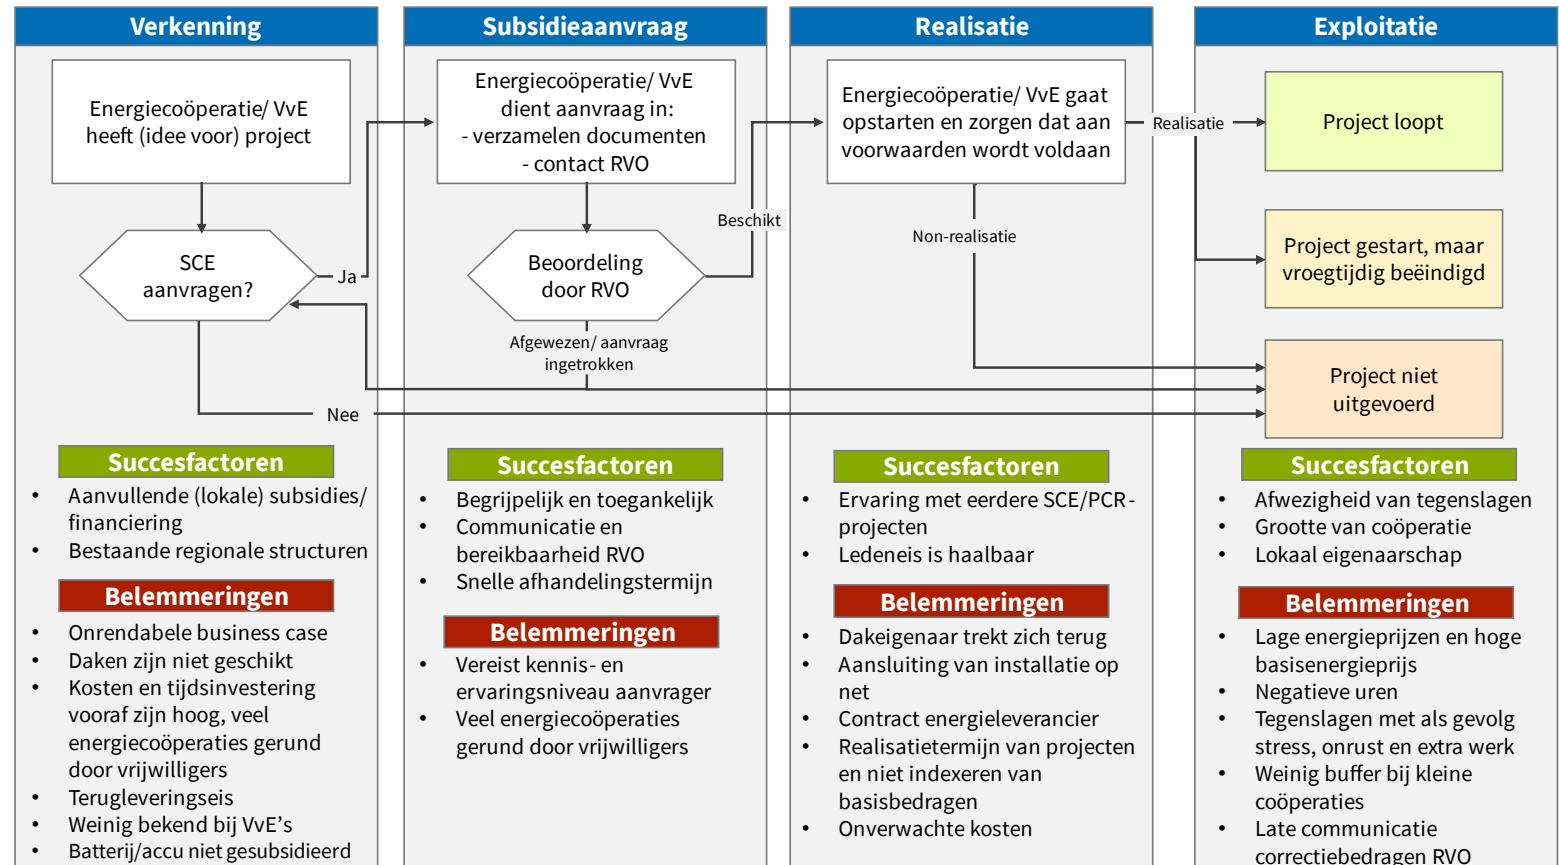 Verkenning
Energiecoöperatie/ VvE
heeft (idee voor) project
SCE
aanvragen?
Ja
Nee
Succesfactoren
• Aanvullende (lokale) subsidies/
financiering
• Bestaande regionale structuren
Belemmeringen
• Onrendabele business case
• Daken zijn niet geschikt
• Kosten en tijdsinvestering
vooraf zijn hoog, veel
energiecoöperaties gerund
door vrijwilligers
• Terugleveringseis
• Weinig bekend bij VvE's
• Batterij/accu niet gesubsidieerd
Subsidieaanvraag
Energiecoöperatie/ VvE
dient aanvraag in:
- verzamelen documenten
- contact RVO
Beschikt
Beoordeling
door RVO
Afgewezen/ aanvraag
ingetrokken
Succesfactoren
• Begrijpelijk en toegankelijk
• Communicatie en
bereikbaarheid RVO
• Snelle afhandelingstermijn
Belemmeringen
• Vereist kennis- en
ervaringsniveau aanvrager
• Veel energiecoöperaties
gerund door vrijwilligers
Realisatie
Energiecoöperatie/ VvE gaat
opstarten en zorgen dat aan
voorwaarden wordt voldaan
Realisatie
Non-realisatie
Succesfactoren
• Ervaring met eerdere SCE/PCR-
projecten
• Ledeneis is haalbaar
Belemmeringen
• Dakeigenaar trekt zich terug
• Aansluiting van installatie op
net
• Contract energieleverancier
• Realisatietermijn van projecten
en niet indexeren van
basisbedragen
• Onverwachte kosten
Exploitatie
Project loopt
Project gestart, maar
vroegtijdig beëindigd
Project niet
uitgevoerd
Succesfactoren
• Afwezigheid van tegenslagen
• Grootte van coöperatie
• Lokaal eigenaarschap
Belemmeringen
• Lage energieprijzen en hoge
basisenergieprijs
• Negatieve uren
• Tegenslagen met als gevolg
stress, onrust en extra werk
• Weinig buffer bij kleine
coöperaties
• Late communicatie
correctiebedragen RVO